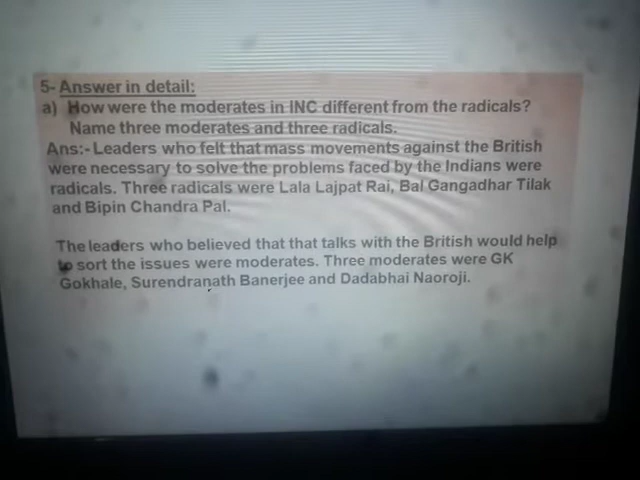 5- Answer in detail:
a) How were the moderates in INC different from the radicals?
Name three moderates and three radicals.
Ans:- Leaders who felt that mass movements against the British
were necessary to solve the problems faced by the Indians were
radicals. Three radicals were Lala Lajpat Rai, Bal Gangadhar Tilak
and Bipin Chandra Pal.
The leaders who believed that that talks with the British would help
to sort the issues were moderates. Three moderates were GK
Gokhale, Surendranath Banerjee and Dadabhai Naoroji.